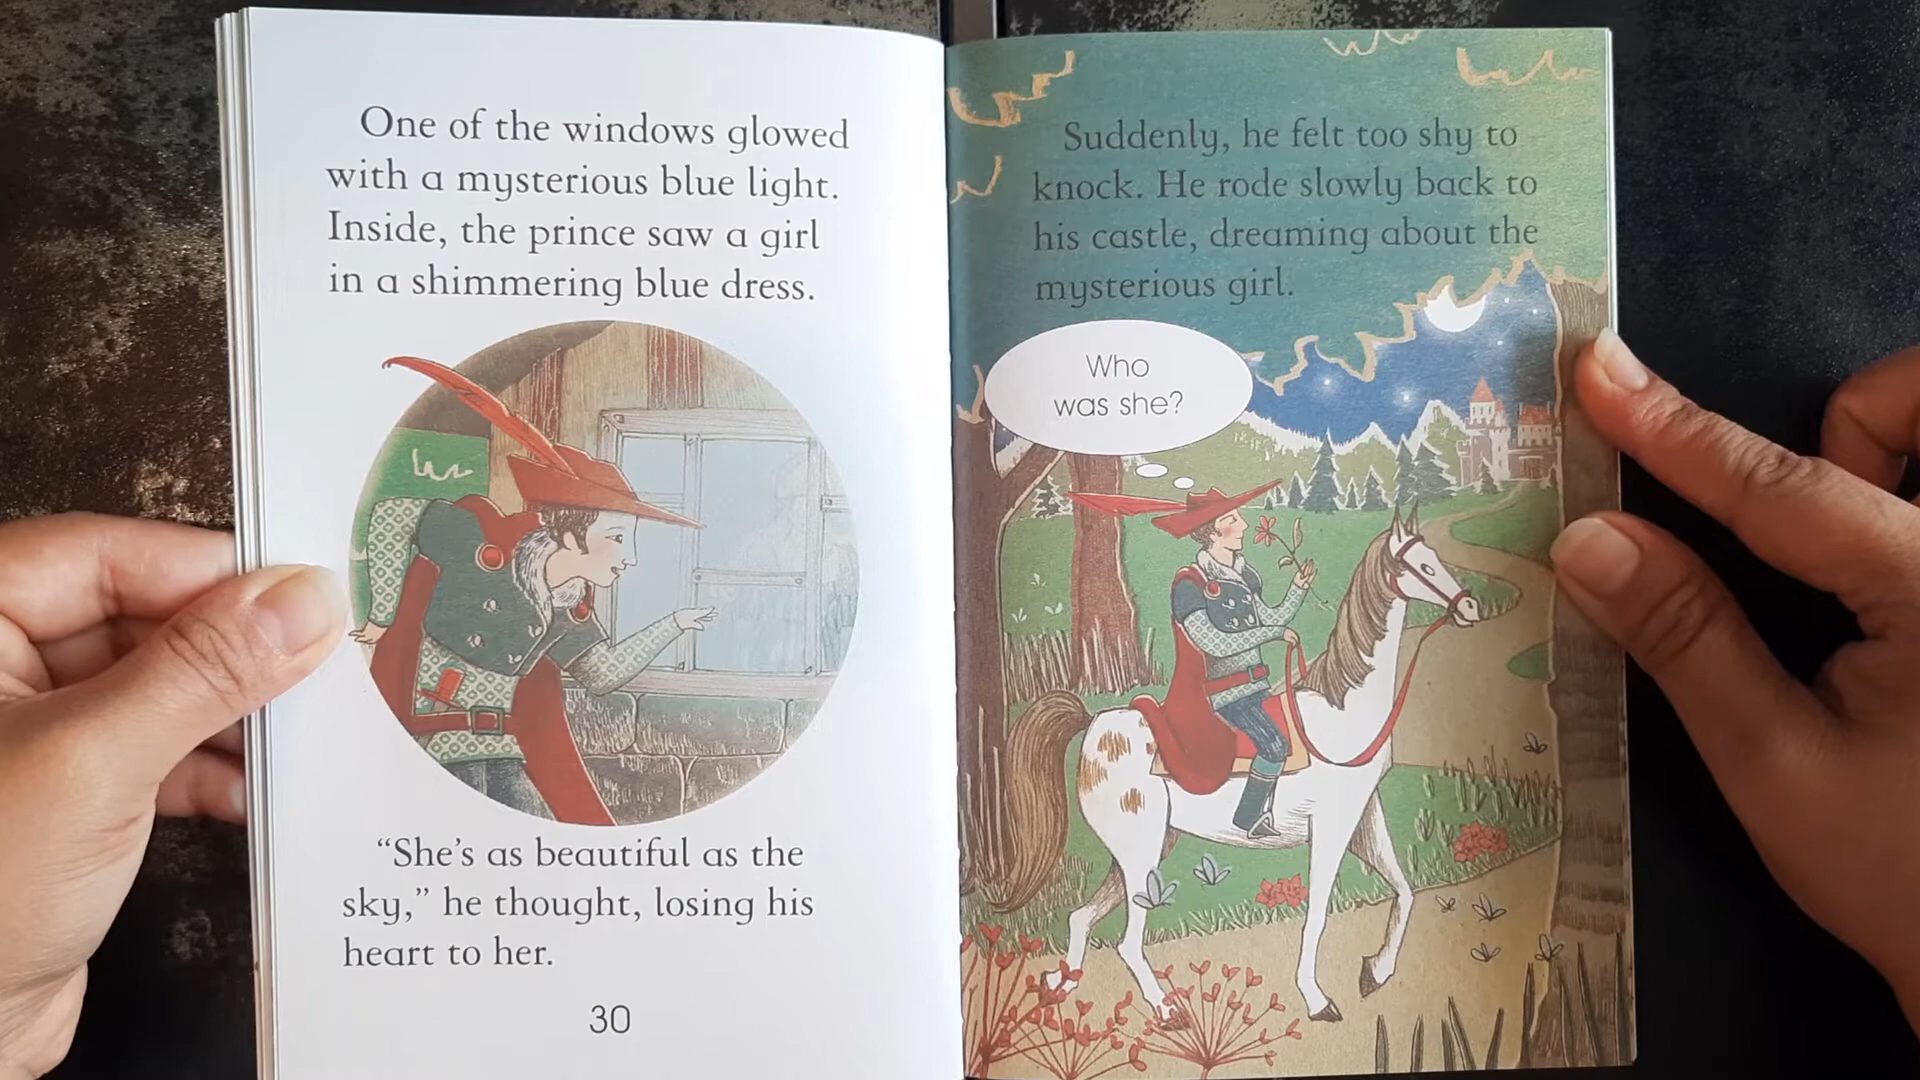 One of the windows glowed
with a mysterious blue light.
Inside, the prince saw a girl
in a shimmering blue dress.
“She’s as beautiful as the
sky,” he thought, losing his
heart to her.
30
Suddenly, he felt too shy to
knock. He rode slowly back to
his castle, dreaming about the
mysterious girl.
Who
was she?